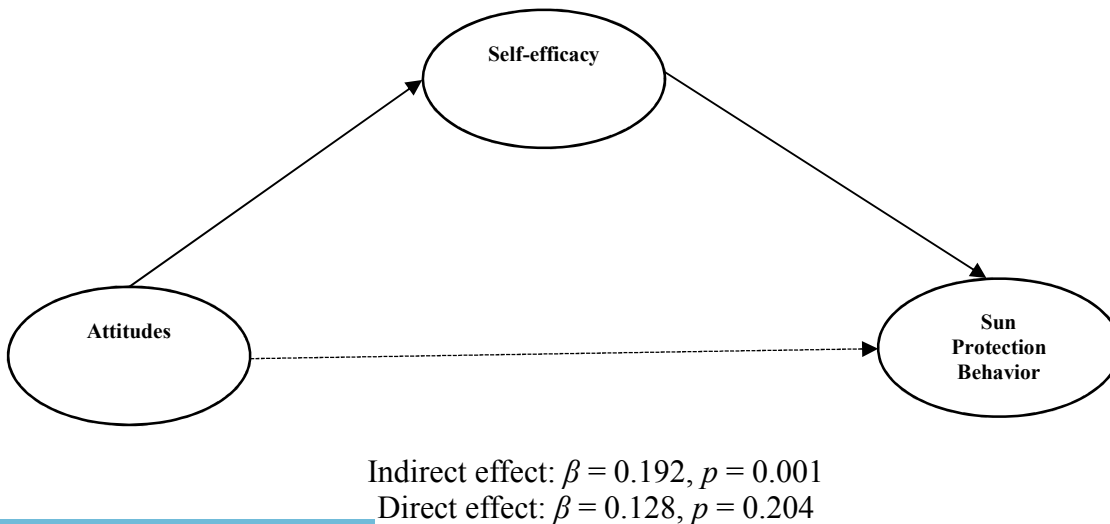 Self-efficacy
Attitudes
Sun
Protection
Behavior
Indirect effect: β = 0.192, p = 0.001
Direct effect: β = 0.128, p = 0.204